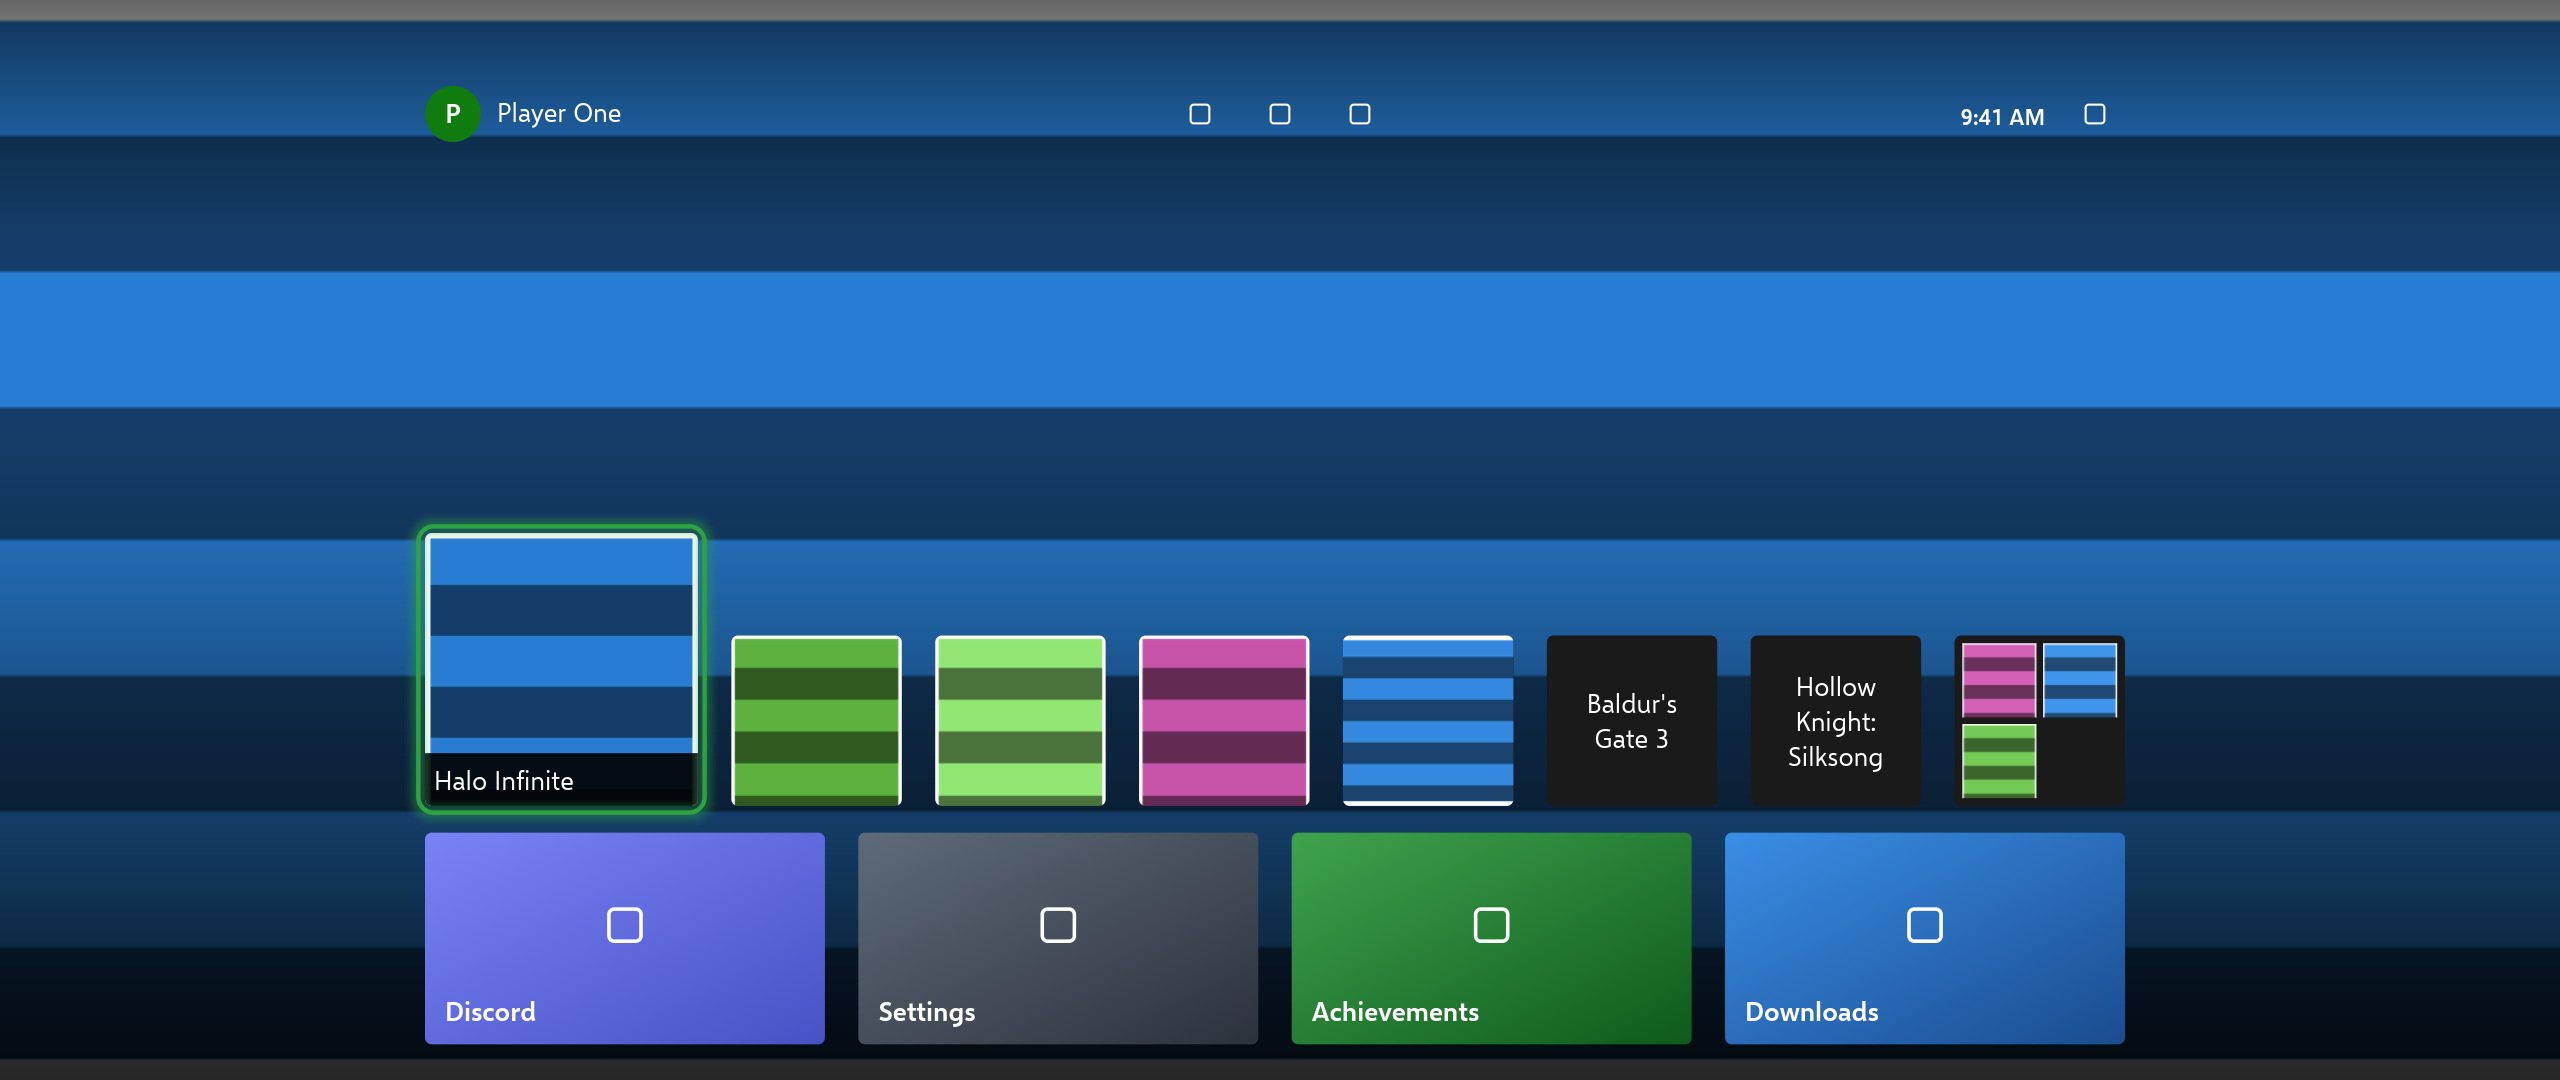 P
Player One
9:41 AM
Halo Infinite
Baldur's
Gate 3
Hollow
Knight:
Silksong
Discord
Settings
Achievements
Downloads